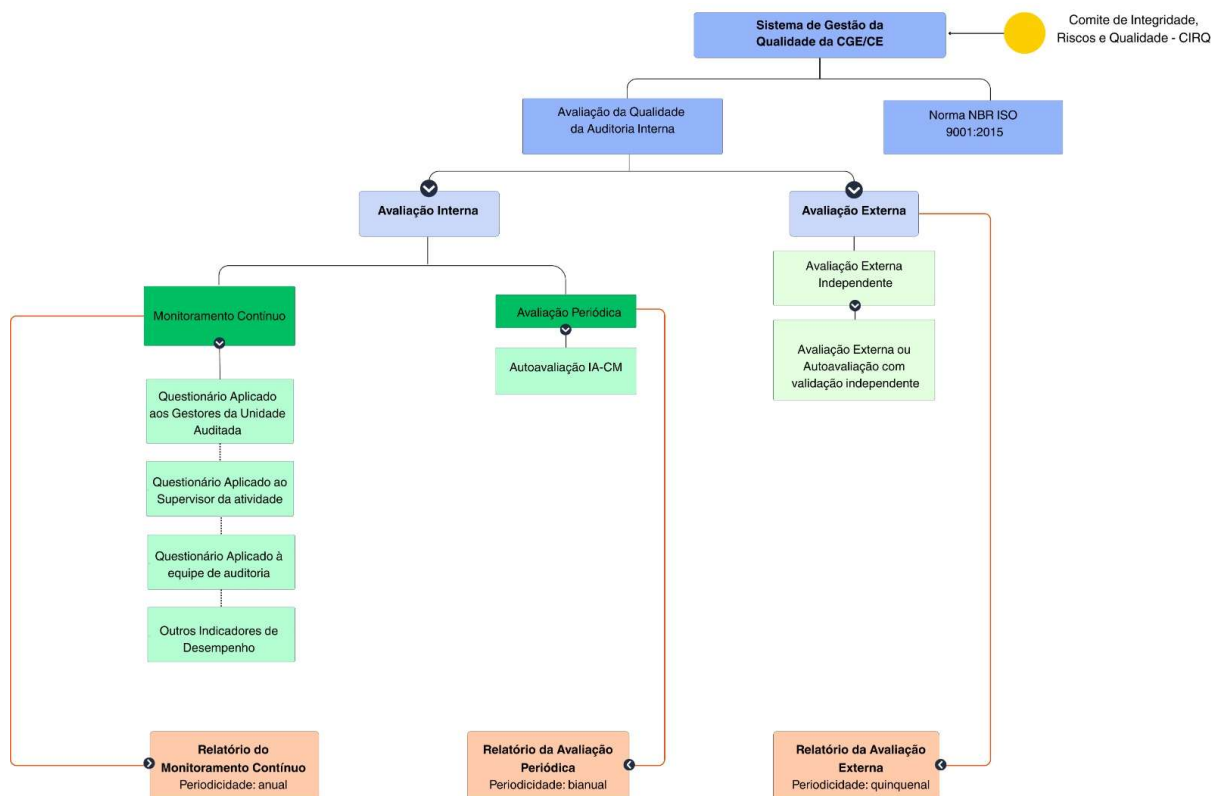 Sistema de Gestão da
Qualidade da CGE/CE
Comite de Integridade,
Riscos e Qualidade - CIRQ
Avaliação da Qualidade
da Auditoria Interna
Norma NBR ISO
9001:2015
Avaliação Interna
Avaliação Externa
Monitoramento Contínuo
Avaliação Periódica
Avaliação Externa
Independente
Autoavaliação IA-CM
Avaliação Externa ou
Autoavaliação com
validação independente
Questionário Aplicado
aos Gestores da Unidade
Auditada
Questionário Aplicado ao
Supervisor da atividade
Questionário Aplicado à
equipe de auditoria
Outros Indicadores de
Desempenho
Relatório do
Monitoramento Contínuo
Periodicidade: anual
Relatório da Avaliação
Periódica
Periodicidade: bianual
Relatório da Avaliação
Externa
Periodicidade: quinquenal